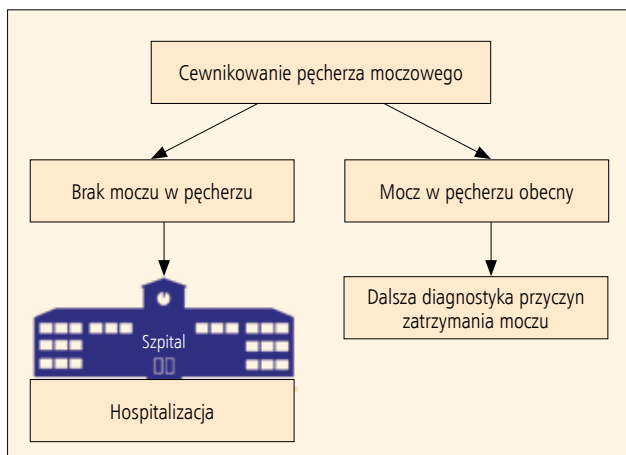 Cewnikowanie pęcherza moczowego
Brak moczu w pęcherzu
Mocz w pęcherzu obecny
Szpital
Hospitalizacja
Dalsza diagnostyka przyczyn
zatrzymania moczu